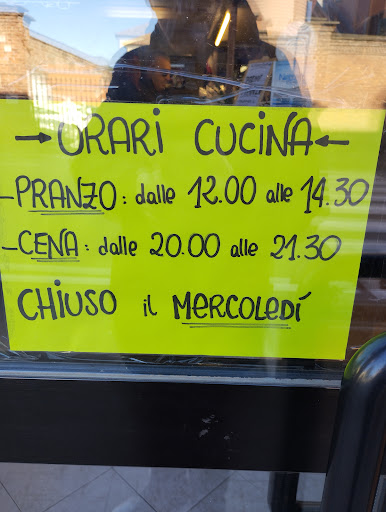 → ORARI CUCINA ←
- PRANZO: dalle 12.00 alle 14.30
- CENA: dalle 20.00 alle 21.30
CHIUSO il MERCOLEDÍ